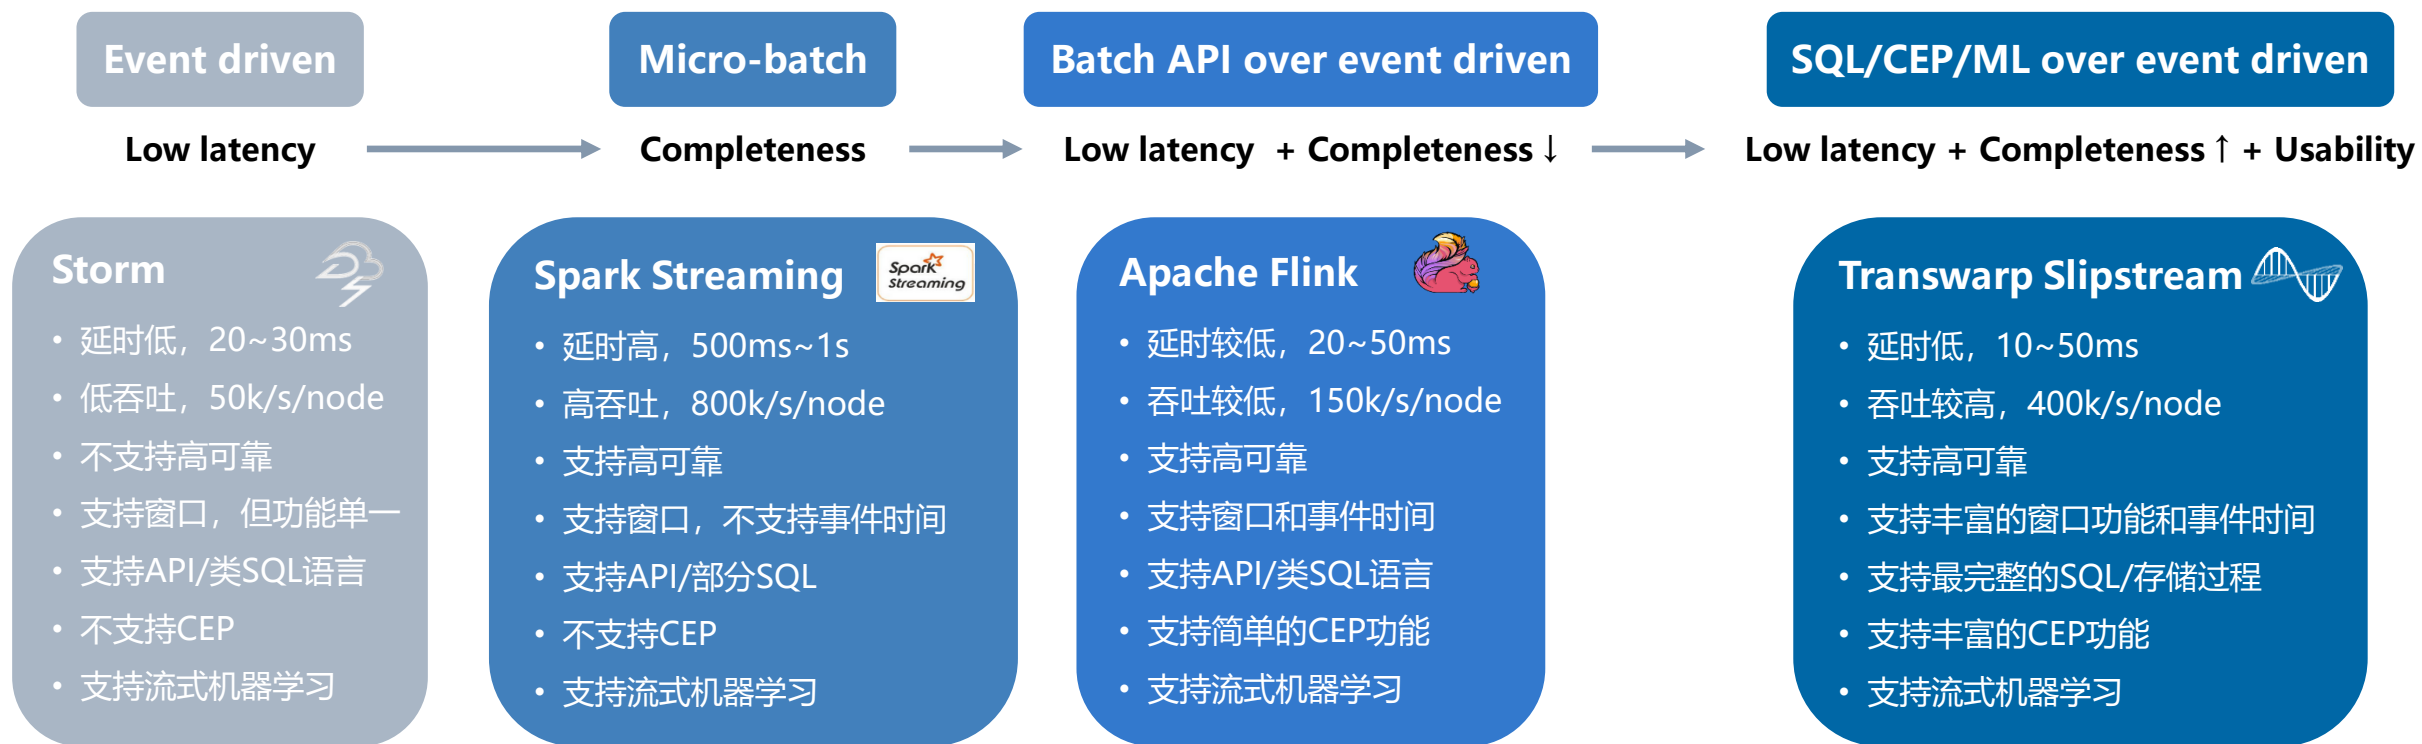 Event driven
Micro-batch
Batch API over event driven
SQL/CEP/ML over event driven
Low latency
Completeness
Low latency + Completeness↓
Low latency + Completeness↑ + Usability
Storm
• 延时低，20~30ms
• 低吞吐，50k/s/node
• 不支持高可靠
• 支持窗口，但功能单一
• 支持API/类SQL语言
• 不支持CEP
• 支持流式机器学习
Spark Streaming
Spark
Streaming
• 延时高，500ms~1s
• 高吞吐，800k/s/node
• 支持高可靠
• 支持窗口，不支持事件时间
• 支持API/部分SQL
• 不支持CEP
• 支持流式机器学习
Apache Flink
• 延时较低，20~50ms
• 吞吐较低，150k/s/node
• 支持高可靠
• 支持窗口和事件时间
• 支持API/类SQL语言
• 支持简单的CEP功能
• 支持流式机器学习
Transwarp Slipstream
• 延时低，10~50ms
• 吞吐较高，400k/s/node
• 支持高可靠
• 支持丰富的窗口功能和事件时间
• 支持最完整的SQL/存储过程
• 支持丰富的CEP功能
• 支持流式机器学习